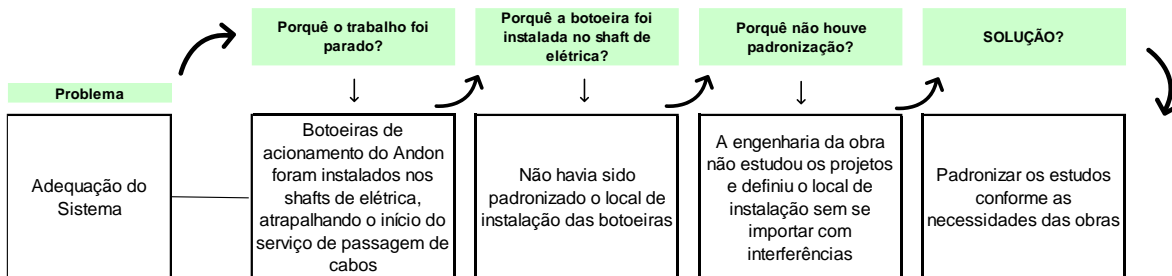 Problema
Adequação do
Sistema
Porquê o trabalho foi
parado?
Botoeiras de
acionamento do Andon
foram instalados nos
shafts de elétrica,
atrapalhando o início do
serviço de passagem de
cabos
Porquê a botoeira foi
instalada no shaft de
elétrica?
Não havia sido
padronizado o local de
instalação das botoeiras
Porquê não houve
padronização?
A engenharia da obra
não estudou os projetos
e definiu o local de
instalação sem se
importar com
interferências
SOLUÇÃO?
Padronizar os estudos
conforme as
necessidades das obras